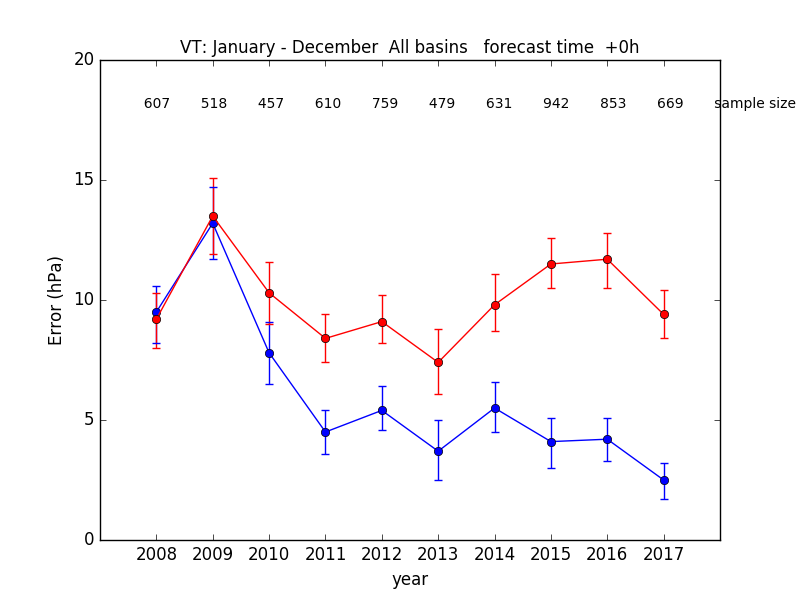 VT: January - December  All basins   forecast time  +0h
20
607 518 457 610 759 479 631 942 853 669 sample size
15
10
5
0
Error (hPa)
2008 2009 2010 2011 2012 2013 2014 2015 2016 2017
year